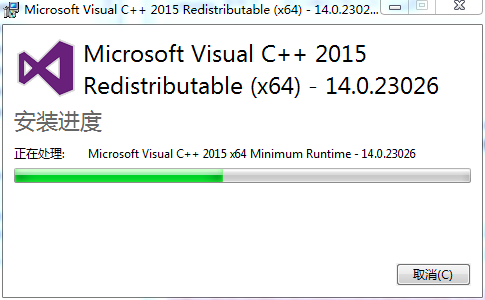 Microsoft Visual C++ 2015 Redistributable (x64) - 14.0.2302...
Microsoft Visual C++ 2015
Redistributable (x64) - 14.0.23026
安装进度
正在处理: Microsoft Visual C++ 2015 x64 Minimum Runtime - 14.0.23026
取消(C)